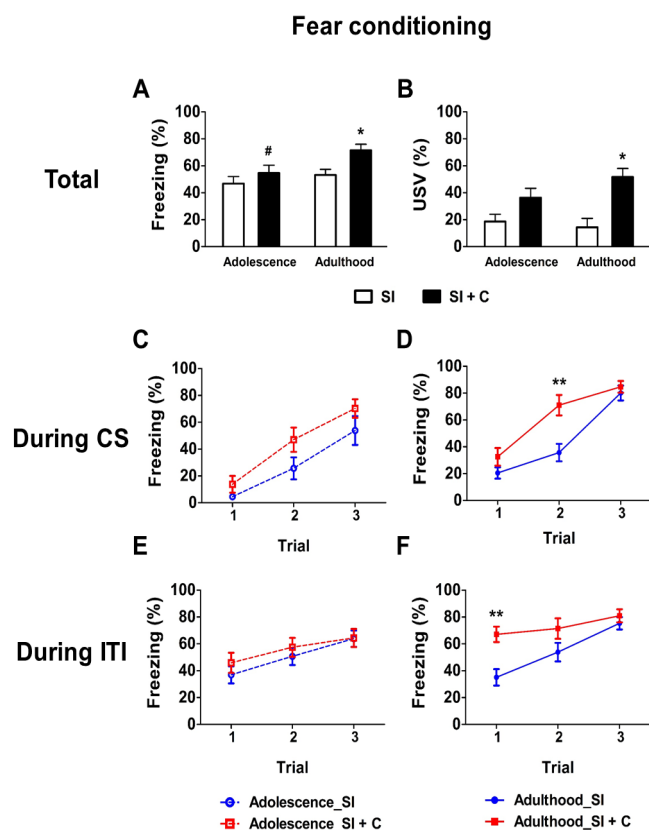 Fear conditioning
A
B
Total
Freezing (%)
100
80
60
40
20
0
#
*
Adolescence
Adulthood
USV (%)
100
80
60
40
20
0
*
Adolescence
Adulthood
SI
SI + C
C
D
During CS
Freezing (%)
100
80
60
40
20
0
1 2 3
Trial
Freezing (%)
100
80
60
40
20
0
**
1 2 3
Trial
E
F
During ITI
Freezing (%)
100
80
60
40
20
0
1 2 3
Trial
Freezing (%)
100
80
60
40
20
0
**
1 2 3
Trial
Adolescence_SI
Adolescence SI + C
Adulthood_SI
Adulthood_SI + C